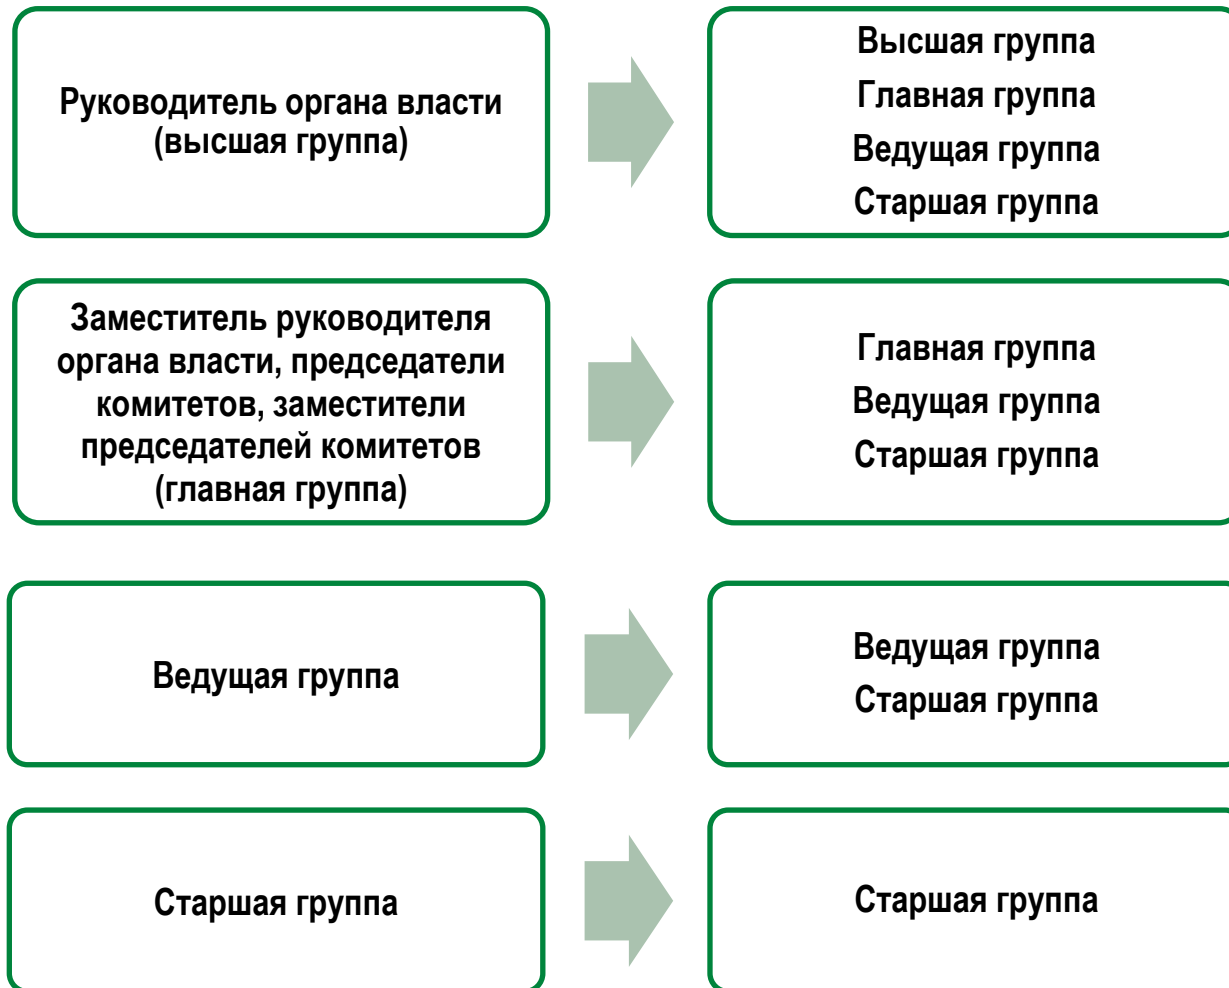 Руководитель органа власти
(высшая группа)
Высшая группа
Главная группа
Ведущая группа
Старшая группа
Заместитель руководителя
органа власти, председатели
комитетов, заместители
председателей комитетов
(главная группа)
Главная группа
Ведущая группа
Старшая группа
Ведущая группа
Ведущая группа
Старшая группа
Старшая группа
Старшая группа